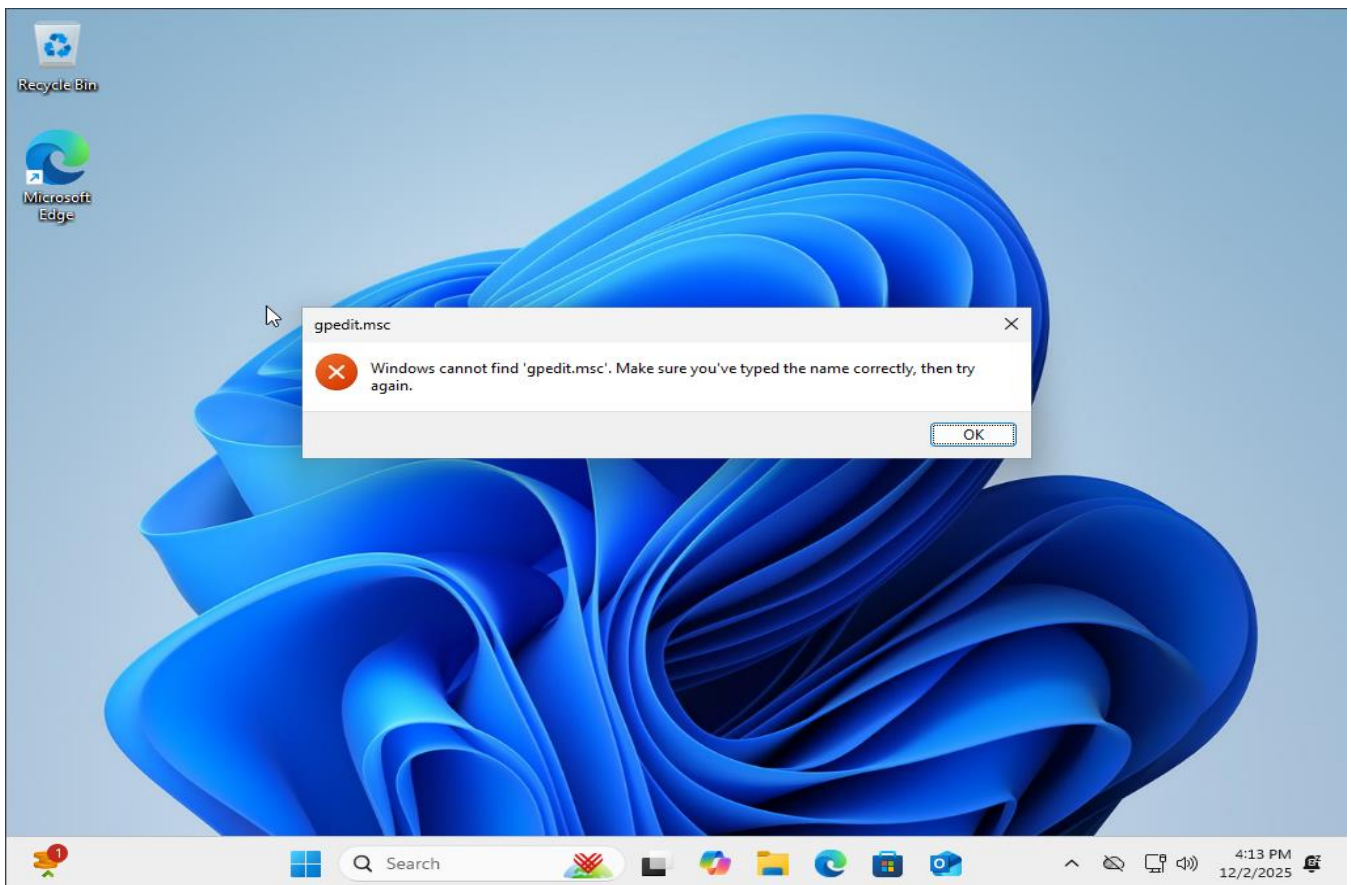 Recycle Bin
Microsoft
Edge
gpedit.msc
Windows cannot find 'gpedit.msc'. Make sure you've typed the name correctly, then try
again.
OK
1
Search
4:13 PM
12/2/2025